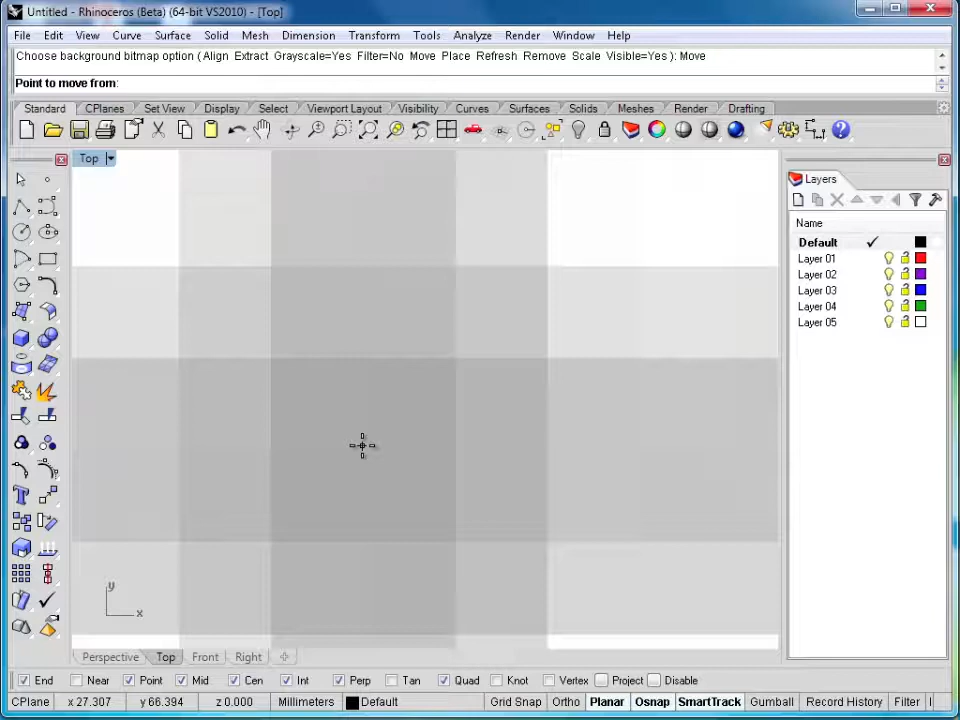 Untitled - Rhinoceros (Beta) (64-bit VS2010) - [Top]
File Edit View Curve Surface Solid Mesh Dimension Transform Tools Analyze Render Window Help
Choose background bitmap option ( Align Extract Grayscale=Yes Filter=No Move Place Refresh Remove Scale Visible=Yes ): Move
Point to move from:
Standard CPlanes Set View Display Select Viewport Layout Visibility Curves Surfaces Solids Meshes Render Drafting
Top
Layers
Name
Default
Layer 01
Layer 02
Layer 03
Layer 04
Layer 05
y
x
Perspective Top Front Right
End Near Point Mid Cen Int Perp Tan Quad Knot Vertex Project Disable
CPlane x 27.307 y 66.394 z 0.000 Millimeters Default Grid Snap Ortho Planar Osnap SmartTrack Gumball Record History Filter